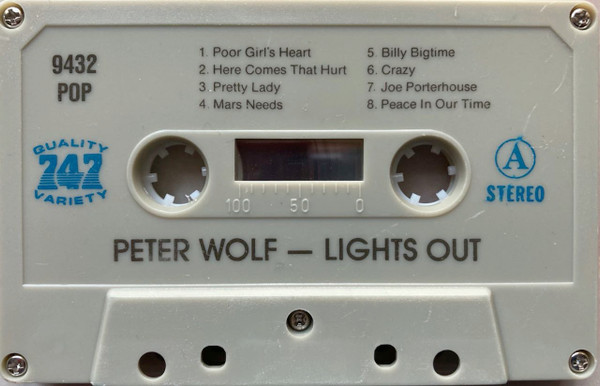 9432
POP
1. Poor Girl's Heart
2. Here Comes That Hurt
3. Pretty Lady
4. Mars Needs
5. Billy Bigtime
6. Crazy
7. Joe Porterhouse
8. Peace In Our Time
QUALITY
747
VARIETY
100 50 0
A
STEREO
PETER WOLF — LIGHTS OUT